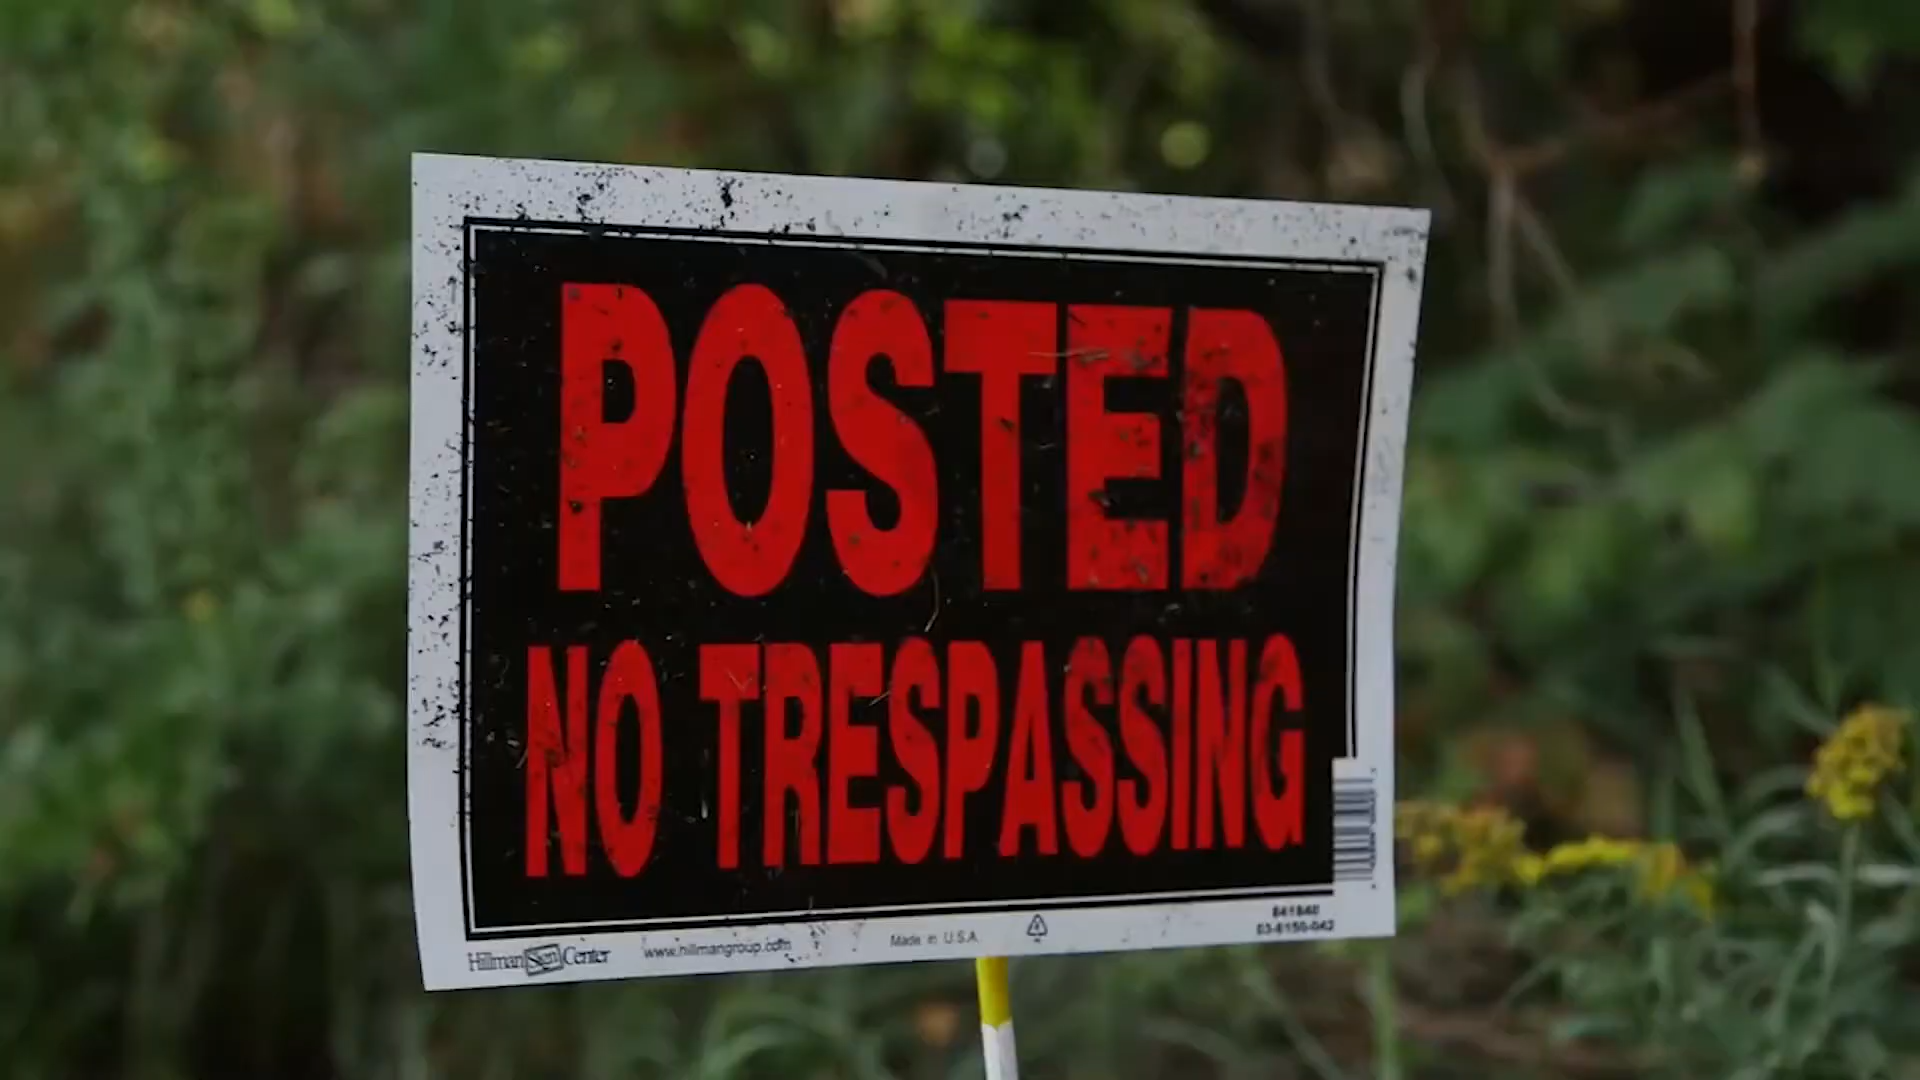 POSTED
NO TRESPASSING
Hillman Sign Center www.hillmangroup.com Made in U.S.A. 841840
03-6150-042